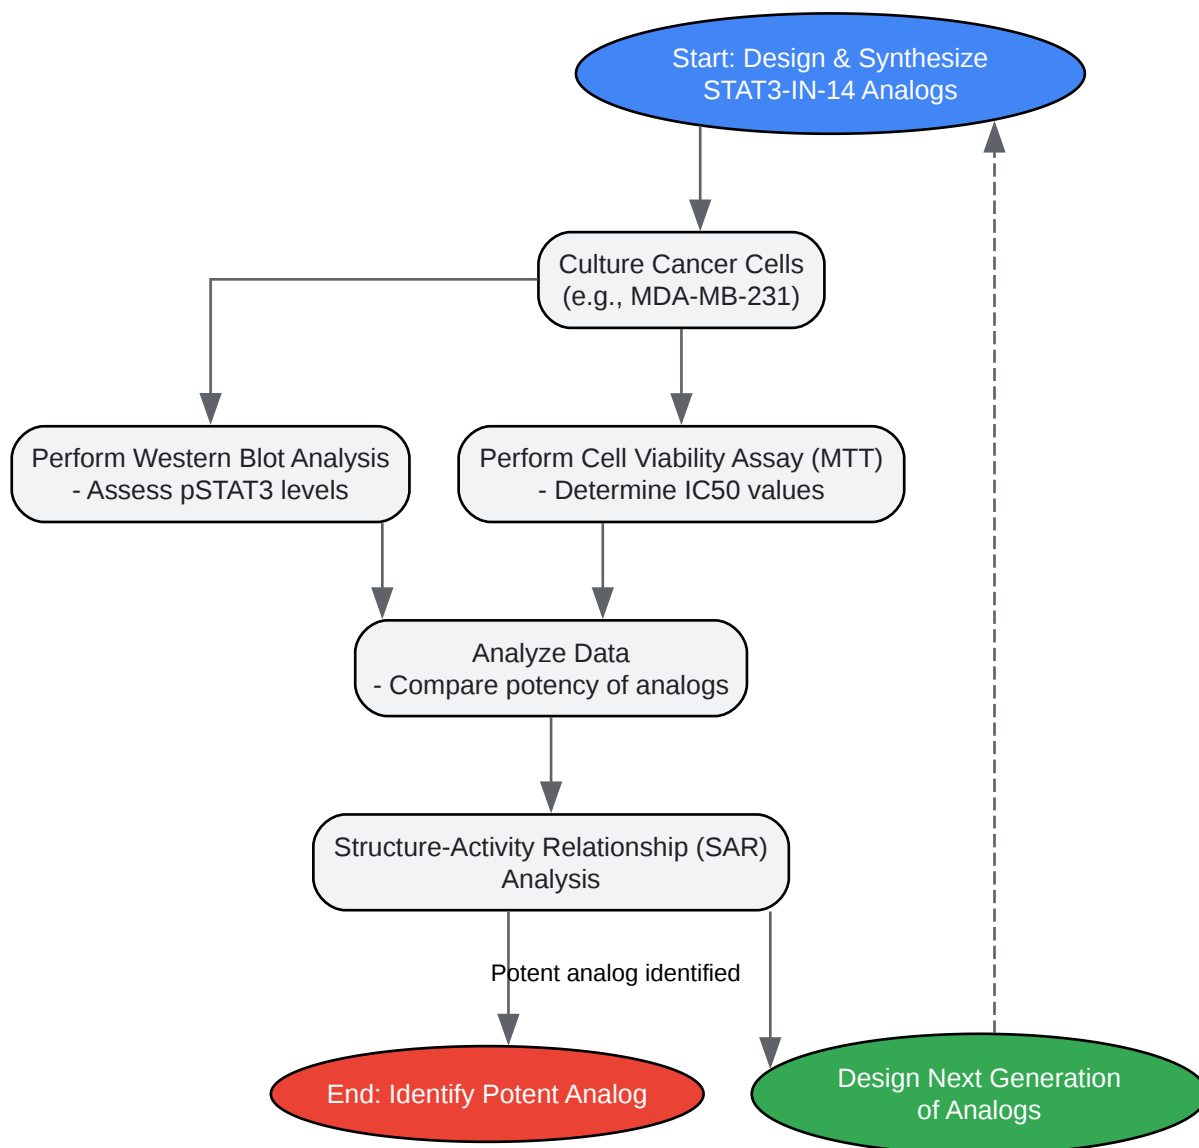 Start: Design & Synthesize
STAT3-IN-14 Analogs
Culture Cancer Cells
(e.g., MDA-MB-231)
Perform Western Blot Analysis
- Assess pSTAT3 levels
Perform Cell Viability Assay (MTT)
- Determine IC50 values
Analyze Data
- Compare potency of analogs
Structure-Activity Relationship (SAR)
Analysis
Potent analog identified
End: Identify Potent Analog
Design Next Generation
of Analogs